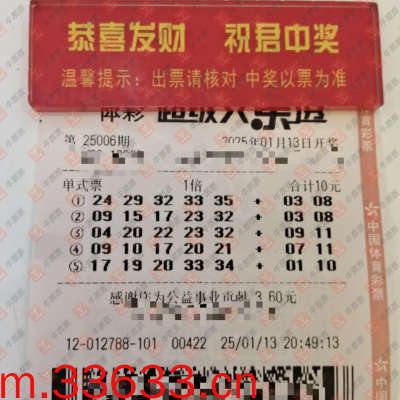 恭喜发财 祝君中奖
温馨提示：出票请核对 中奖以票为准
体彩 超级大乐透
第 25006期 2025年01月13日开奖
单式票 1倍 合计10元
① 24 29 32 33 35 + 03 08
② 09 15 17 23 32 + 03 08
③ 04 20 22 23 32 + 09 11
④ 09 10 17 20 21 + 07 11
⑤ 17 19 20 33 34 + 01 10
感谢您为公益事业贡献 3.60元
12-012788-101 00422 25/01/13 20:49:13
中国体育彩票
中国体育彩票
m.33633.cn